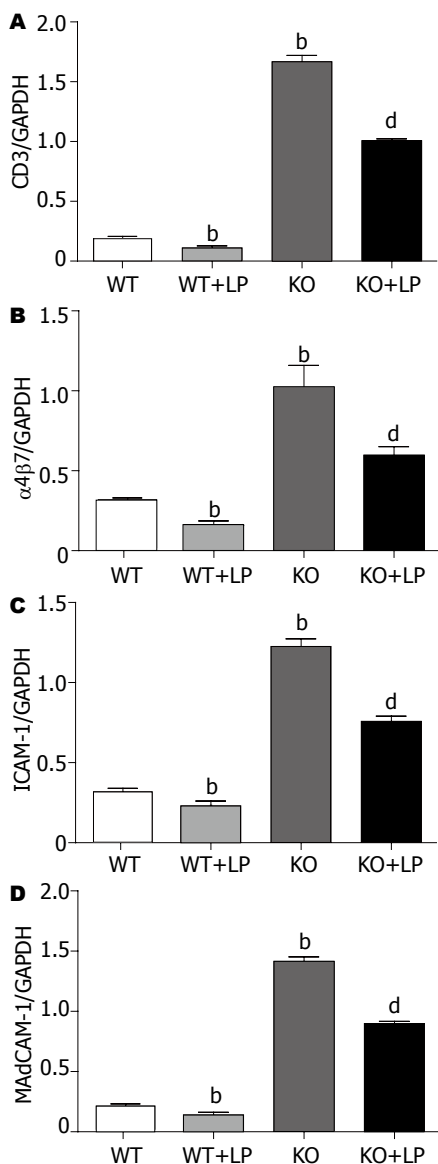 A
CD3/GAPDH
2.0
1.5
1.0
0.5
0
b
b
d
WT WT+LP KO KO+LP
B
α4β7/GAPDH
1.5
1.0
0.5
0
b
b
d
WT WT+LP KO KO+LP
C
ICAM-1/GAPDH
1.5
1.0
0.5
0
b
b
d
WT WT+LP KO KO+LP
D
MAdCAM-1/GAPDH
2.0
1.5
1.0
0.5
0
b
b
d
WT WT+LP KO KO+LP